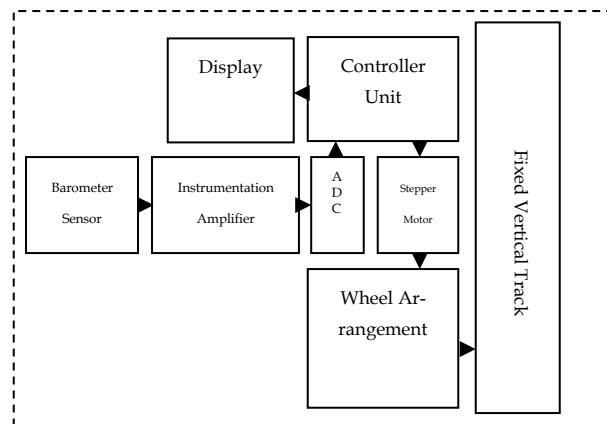 Display
Controller
Unit
Barometer
Sensor
Instrumentation
Amplifier
A
D
C
Stepper
Motor
Wheel Ar-
rangement
Fixed Vertical Track